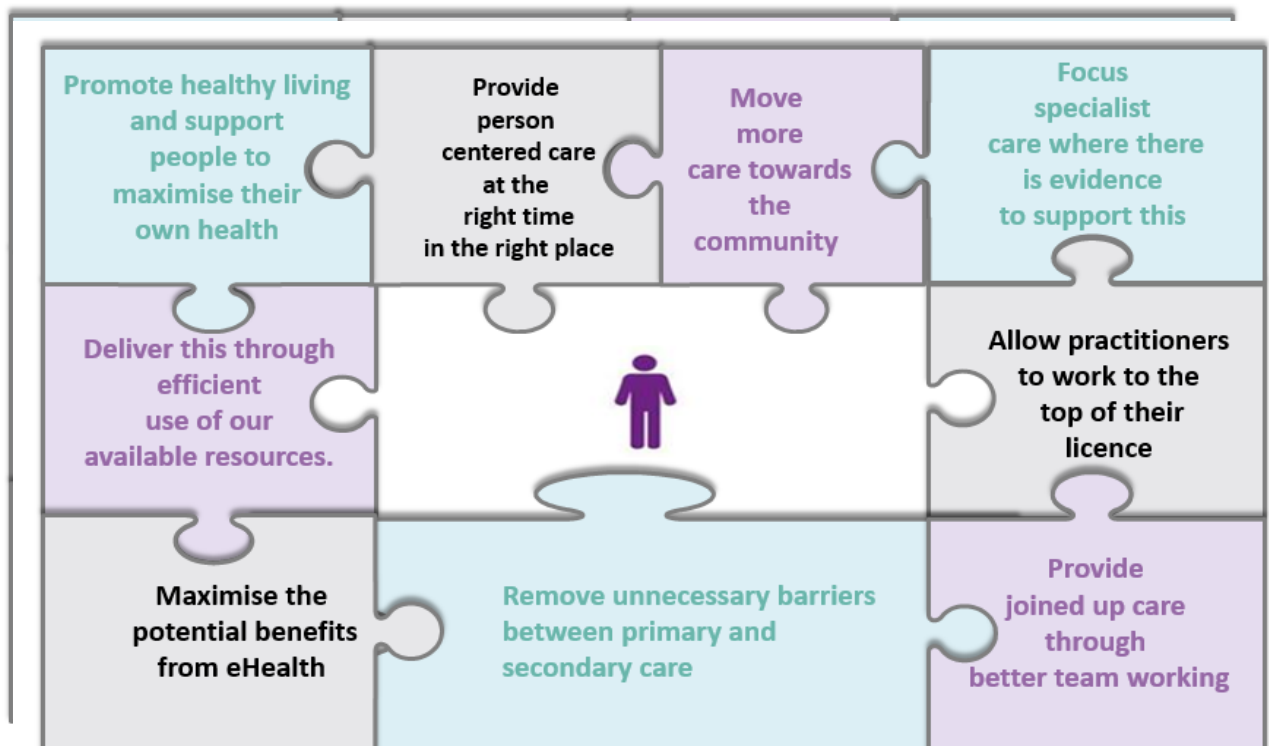 Promote healthy living
and support
people to
maximise their
own health
Provide
person
centered care
at the
right time
in the right place
Move
more
care towards
the
community
Focus
specialist
care where there
is evidence
to support this
Deliver this through
efficient
use of our
available resources.
Allow practitioners
to work to the
top of their
licence
Maximise the
potential benefits
from eHealth
Remove unnecessary barriers
between primary and
secondary care
Provide
joined up care
through
better team working